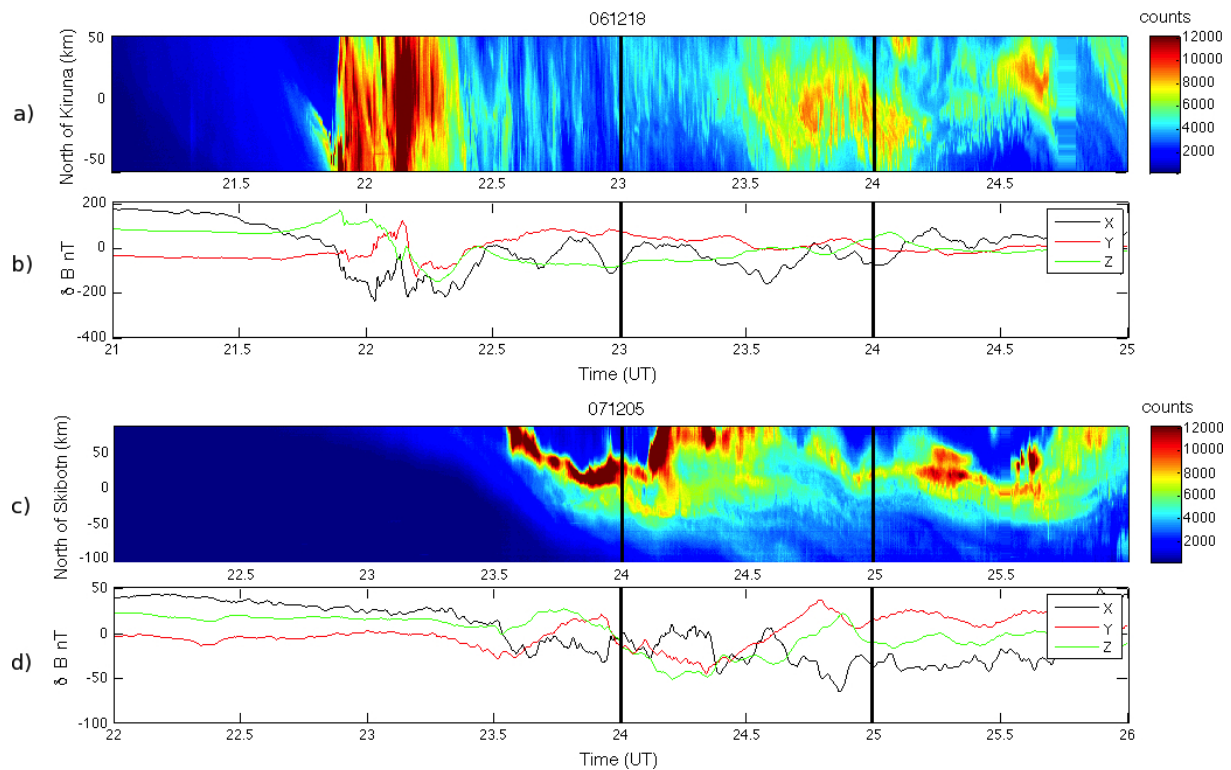 061218
counts
a)
North of Kiruna (km)
50
0
-50
21.5 22 22.5 23 23.5 24 24.5
12000
10000
8000
6000
4000
2000
b)
δ B nT
200
0
-200
-400
X
Y
Z
21 21.5 22 22.5 23 23.5 24 24.5 25
Time (UT)
071205
counts
c)
North of Skibotn (km)
50
0
-50
-100
22.5 23 23.5 24 24.5 25 25.5
12000
10000
8000
6000
4000
2000
d)
δ B nT
50
0
-50
-100
X
Y
Z
22 22.5 23 23.5 24 24.5 25 25.5 26
Time (UT)